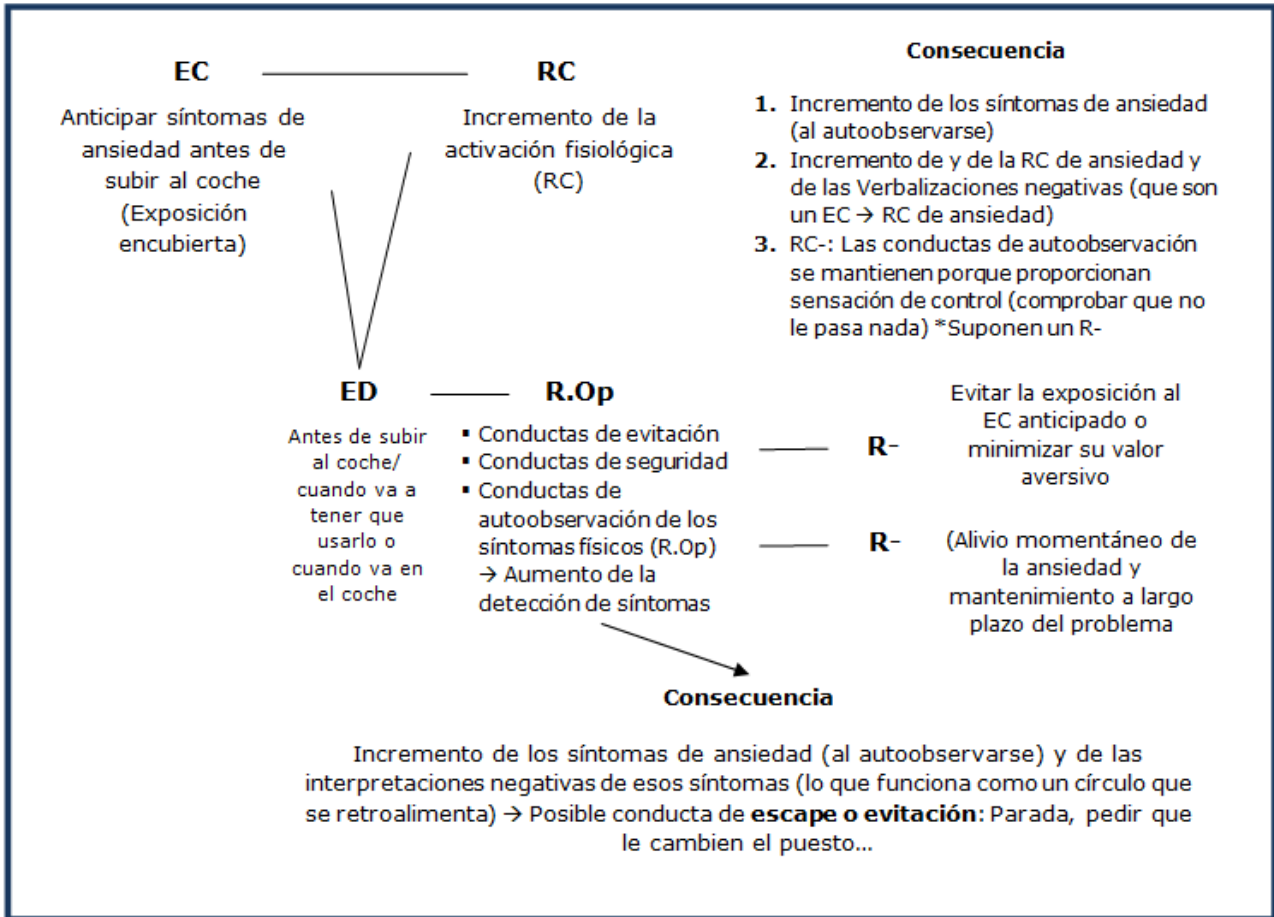 EC
RC
Anticipar síntomas de
ansiedad antes de
subir al coche
(Exposición
encubierta)
Incremento de la
activación fisiológica
(RC)
Consecuencia
1. Incremento de los síntomas de ansiedad
(al autoobservarse)
2. Incremento de y de la RC de ansiedad y
de las Verbalizaciones negativas (que son
un EC → RC de ansiedad)
3. RC-: Las conductas de autoobservación
se mantienen porque proporcionan
sensación de control (comprobar que no
le pasa nada) *Suponen un R-
ED
R.Op
Antes de subir
al coche/
cuando va a
tener que
usarlo o
cuando va en
el coche
▪ Conductas de evitación
▪ Conductas de seguridad
▪ Conductas de
autoobservación de los
síntomas físicos (R.Op)
→ Aumento de la
detección de síntomas
R-
Evitar la exposición al
EC anticipado o
minimizar su valor
aversivo
R-
(Alivio momentáneo de
la ansiedad y
mantenimiento a largo
plazo del problema
Consecuencia
Incremento de los síntomas de ansiedad (al autoobservarse) y de las
interpretaciones negativas de esos síntomas (lo que funciona como un círculo que
se retroalimenta) → Posible conducta de escape o evitación: Parada, pedir que
le cambien el puesto...